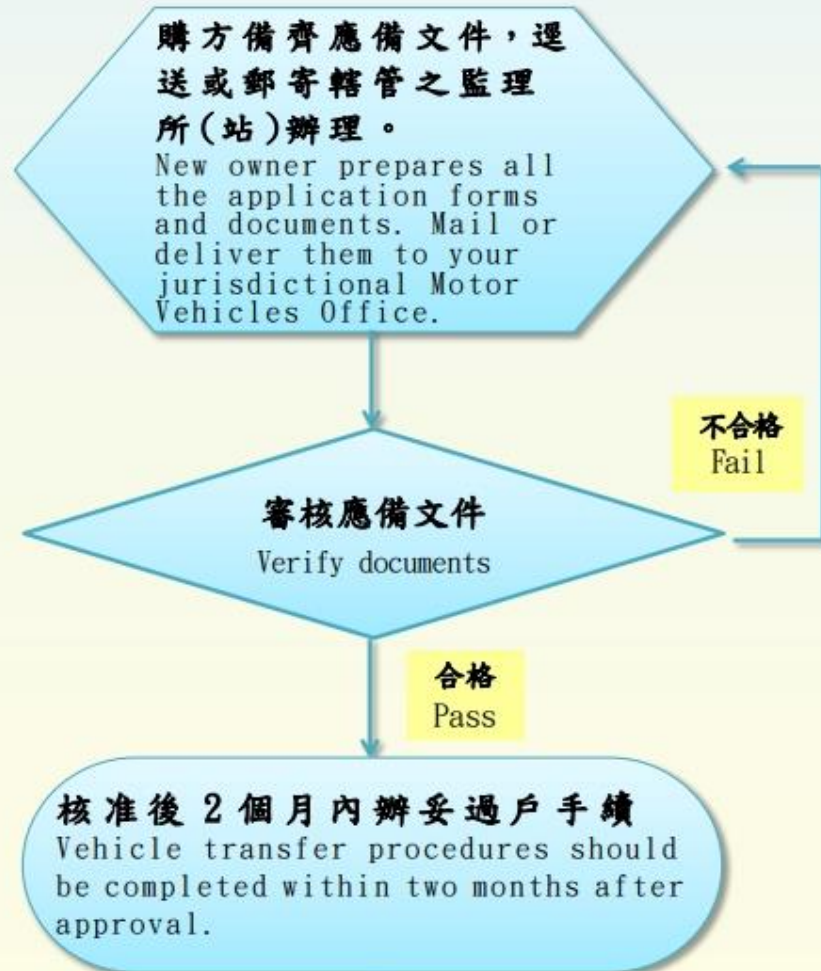 購方備齊應備文件，逕
送或郵寄轄管之監理
所(站)辦理。
New owner prepares all
the application forms
and documents. Mail or
deliver them to your
jurisdictional Motor
Vehicles Office.
審核應備文件
Verify documents
不合格
Fail
合格
Pass
核准後2個月內辦妥過戶手續
Vehicle transfer procedures should
be completed within two months after
approval.